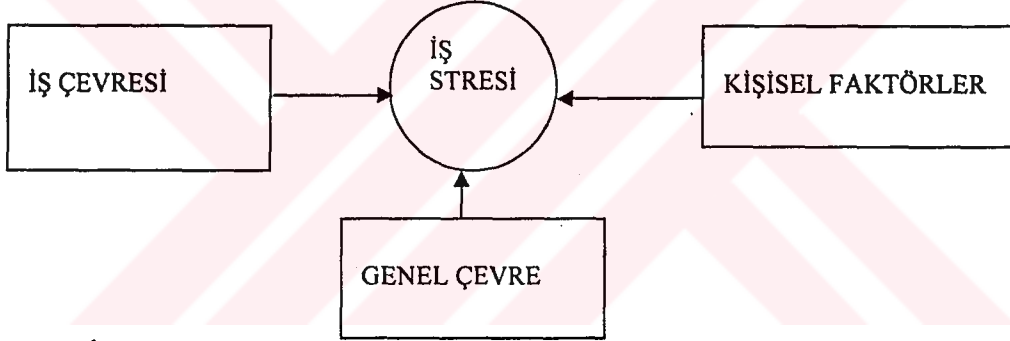 İŞ ÇEVRESİ
İŞ
STRESİ
KİŞİSEL FAKTÖRLER
GENEL ÇEVRE